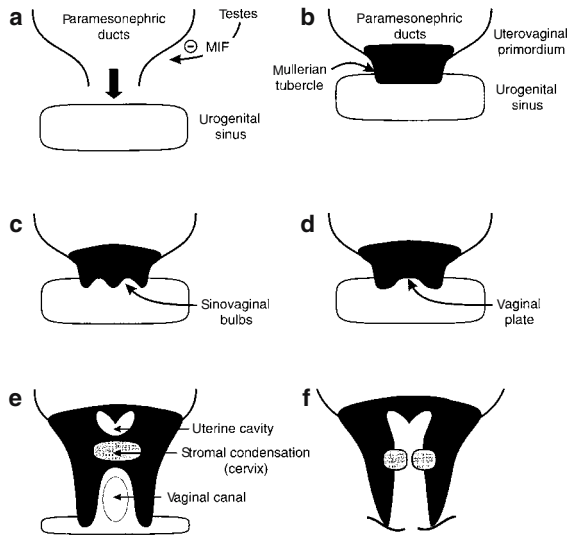 a
Paramesonephric
ducts
Testes
⊖ MIF
Urogenital
sinus
b
Paramesonephric
ducts
Uterovaginal
primordium
Mullerian
tubercle
Urogenital
sinus
c
Sinovaginal
bulbs
d
Vaginal
plate
e
Uterine cavity
Stromal condensation
(cervix)
Vaginal canal
f